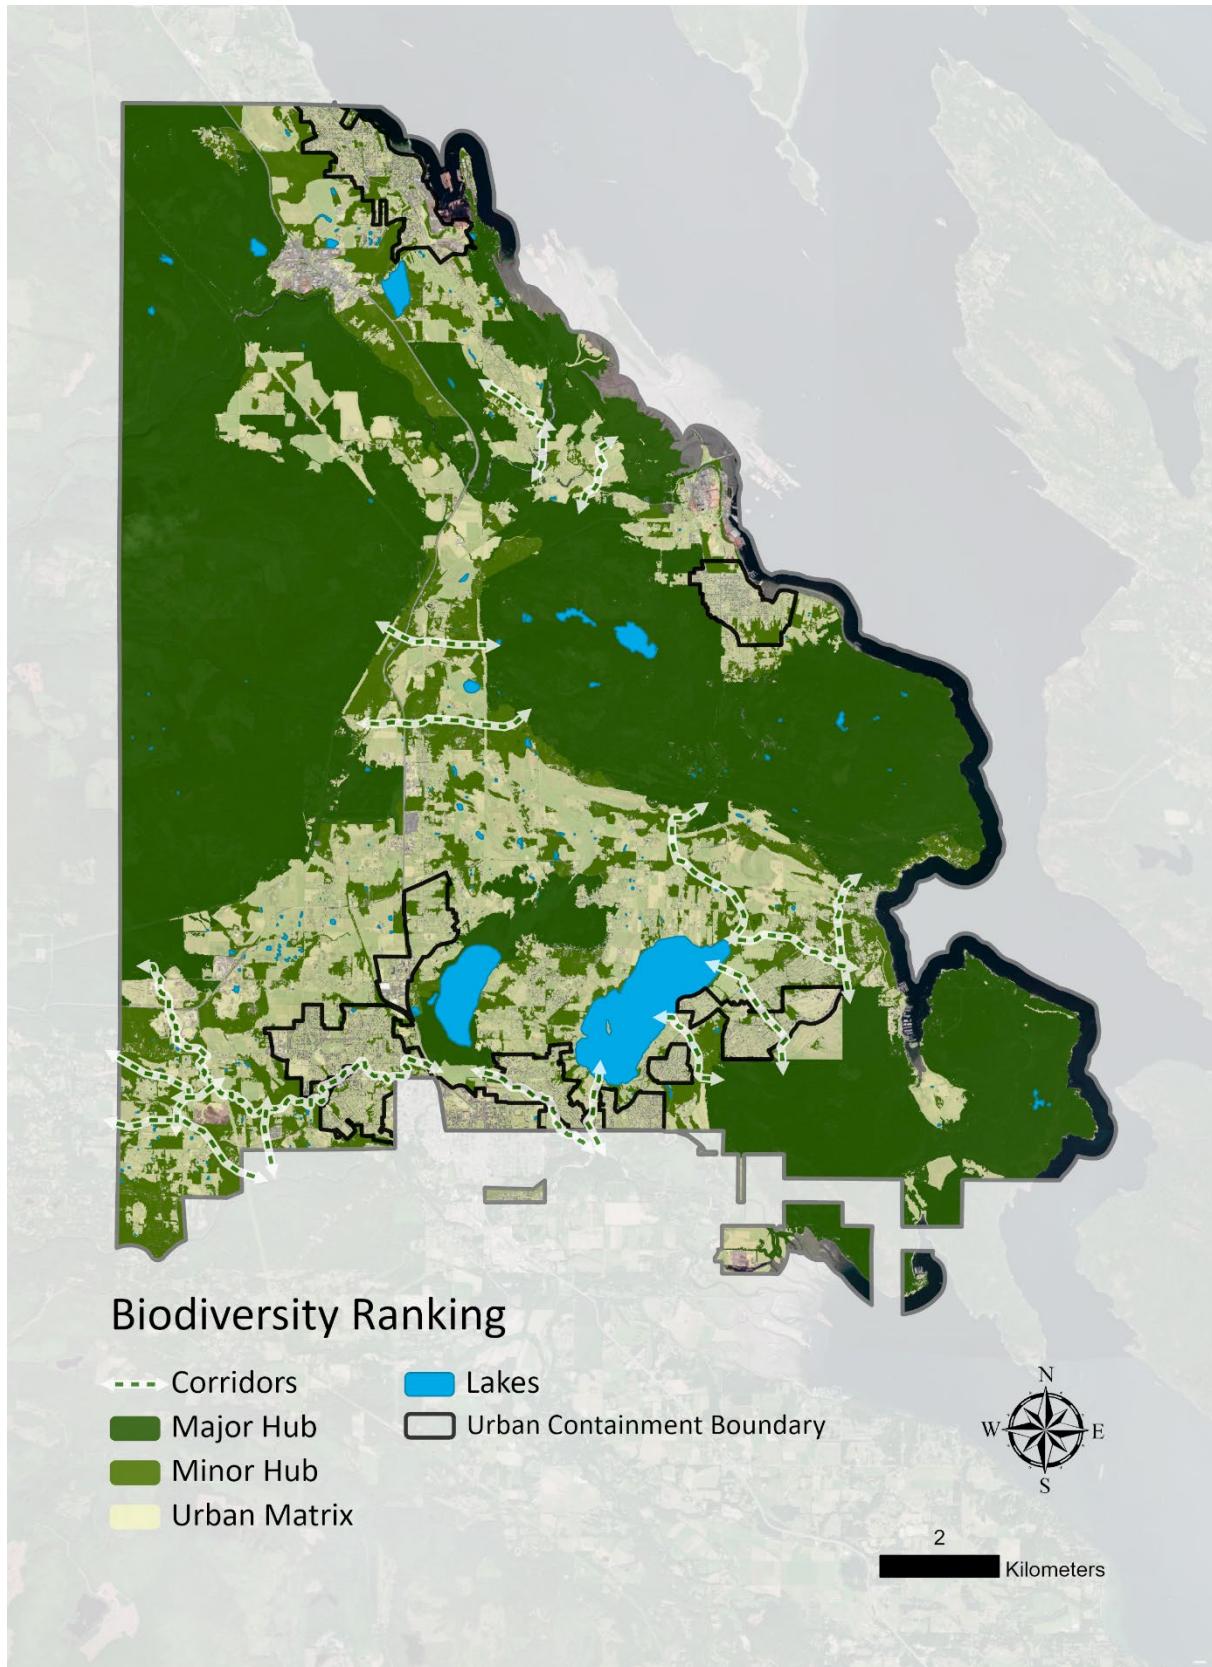 Biodiversity Ranking
Corridors
Major Hub
Minor Hub
Urban Matrix
Lakes
Urban Containment Boundary
N
W E
S
2
Kilometers